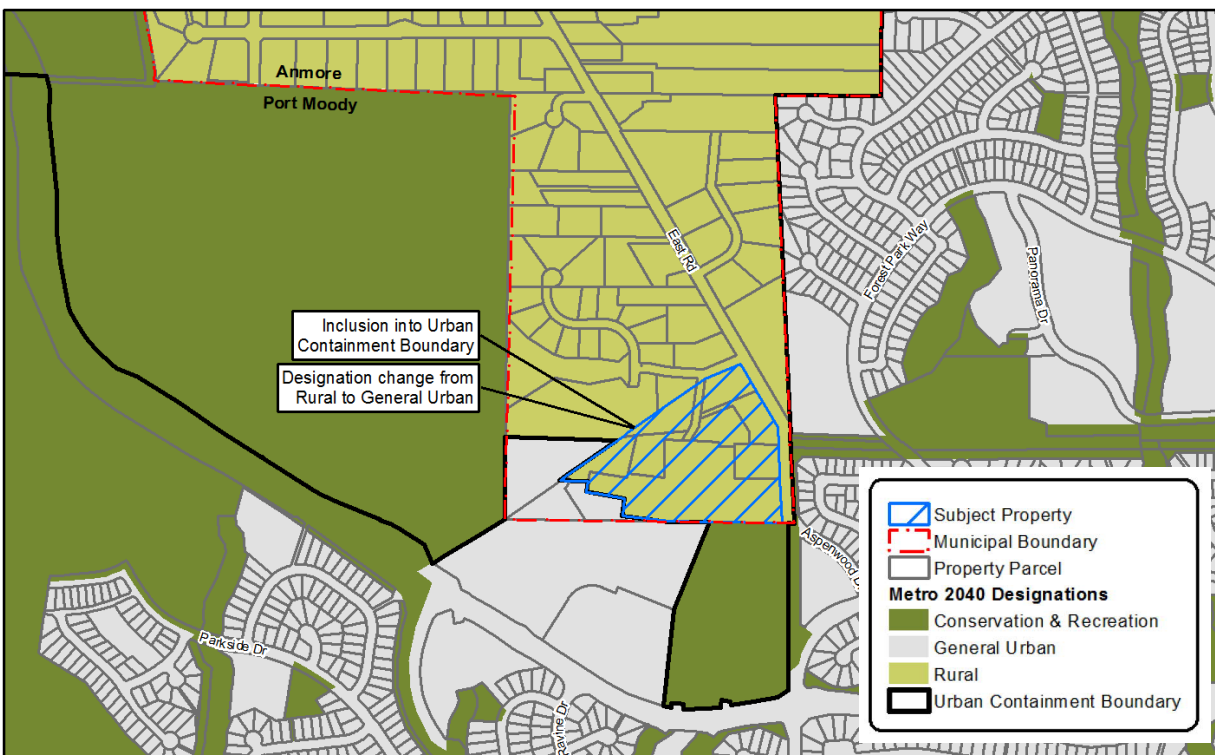 Anmore
Port Moody
East Rd
Forest Park Way
Panorama Dr
Inclusion into Urban
Containment Boundary
Designation change from
Rural to General Urban
Parkside Dr
Ravine Dr
Aspenwood D
Subject Property
Municipal Boundary
Property Parcel
Metro 2040 Designations
Conservation & Recreation
General Urban
Rural
Urban Containment Boundary